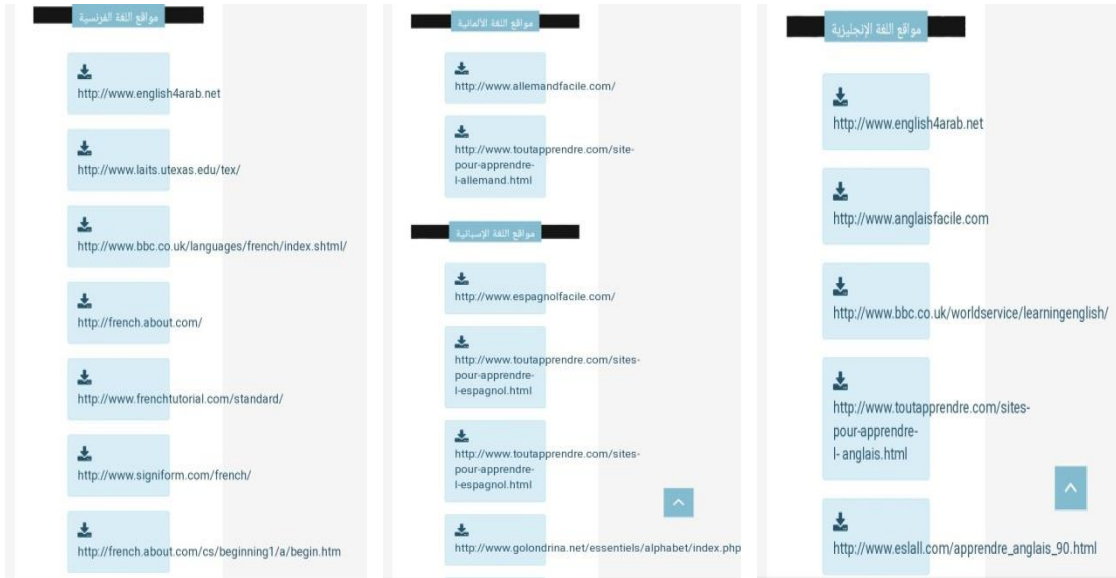 مواقع اللغة الفرنسية
http://www.english4arab.net
http://www.laits.utexas.edu/tex/
http://www.bbc.co.uk/languages/french/index.shtml/
http://french.about.com/
http://www.frenchtutorial.com/standard/
http://www.signiform.com/french/
http://french.about.com/cs/beginning1/a/begin.htm
مواقع اللغة الألمانية
http://www.allemandfacile.com/
http://www.toutapprendre.com/site-
pour-apprendre-
l-allemand.html
مواقع اللغة الإسبانية
http://www.espagnolfacile.com/
http://www.toutapprendre.com/sites-
pour-apprendre-
l-espagnol.html
http://www.toutapprendre.com/sites-
pour-apprendre-
l-espagnol.html
http://www.golondrina.net/essentiels/alphabet/index.php
مواقع اللغة الإنجليزية
http://www.english4arab.net
http://www.anglaisfacile.com
http://www.bbc.co.uk/worldservice/learningenglish/
http://www.toutapprendre.com/sites-
pour-apprendre-
l- anglais.html
http://www.eslall.com/apprendre_anglais_90.html